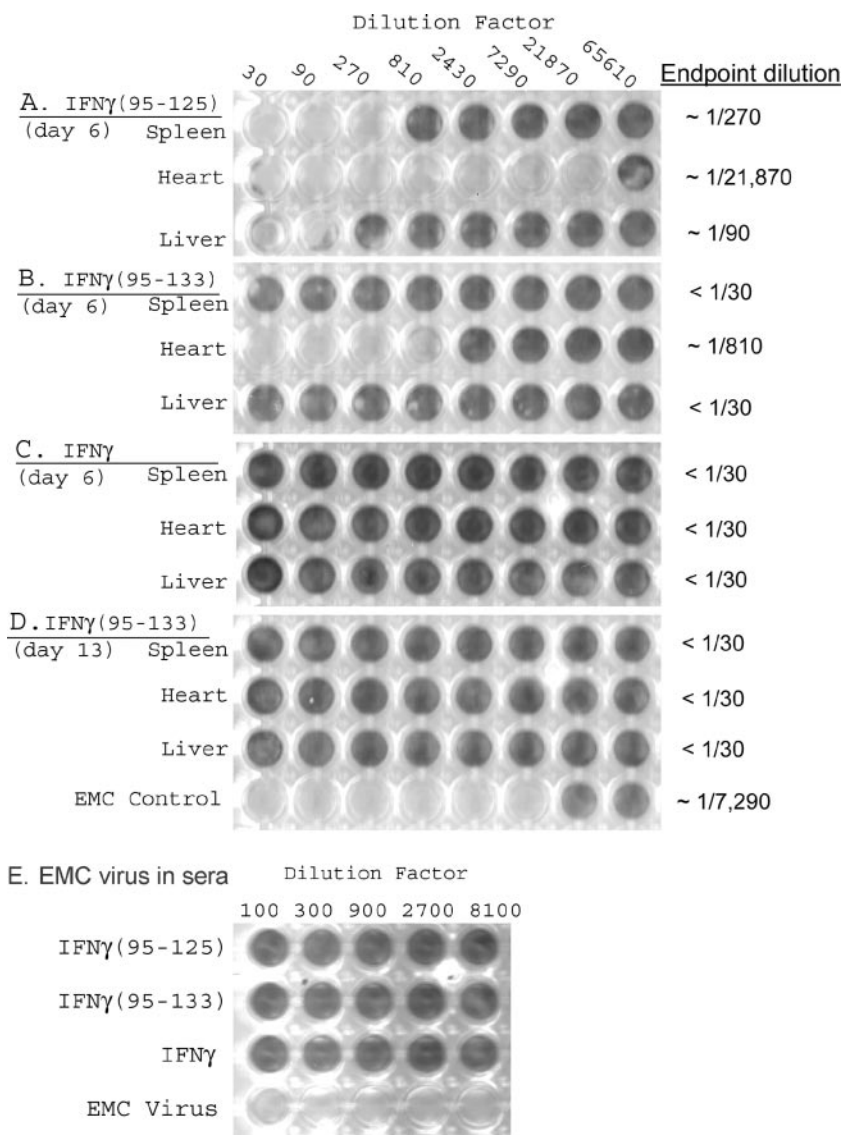 Dilution Factor
30 90 270 810 2430 7290 21870 65610
Endpoint dilution
A. IFNγ(95-125)
(day 6) Spleen ~ 1/270
Heart ~ 1/21,870
Liver ~ 1/90
B. IFNγ(95-133)
(day 6) Spleen < 1/30
Heart ~ 1/810
Liver < 1/30
C. IFNγ
(day 6) Spleen < 1/30
Heart < 1/30
Liver < 1/30
D.IFNγ(95-133)
(day 13) Spleen < 1/30
Heart < 1/30
Liver < 1/30
EMC Control ~ 1/7,290
E. EMC virus in sera Dilution Factor
100 300 900 2700 8100
IFNγ(95-125)
IFNγ(95-133)
IFNγ
EMC Virus